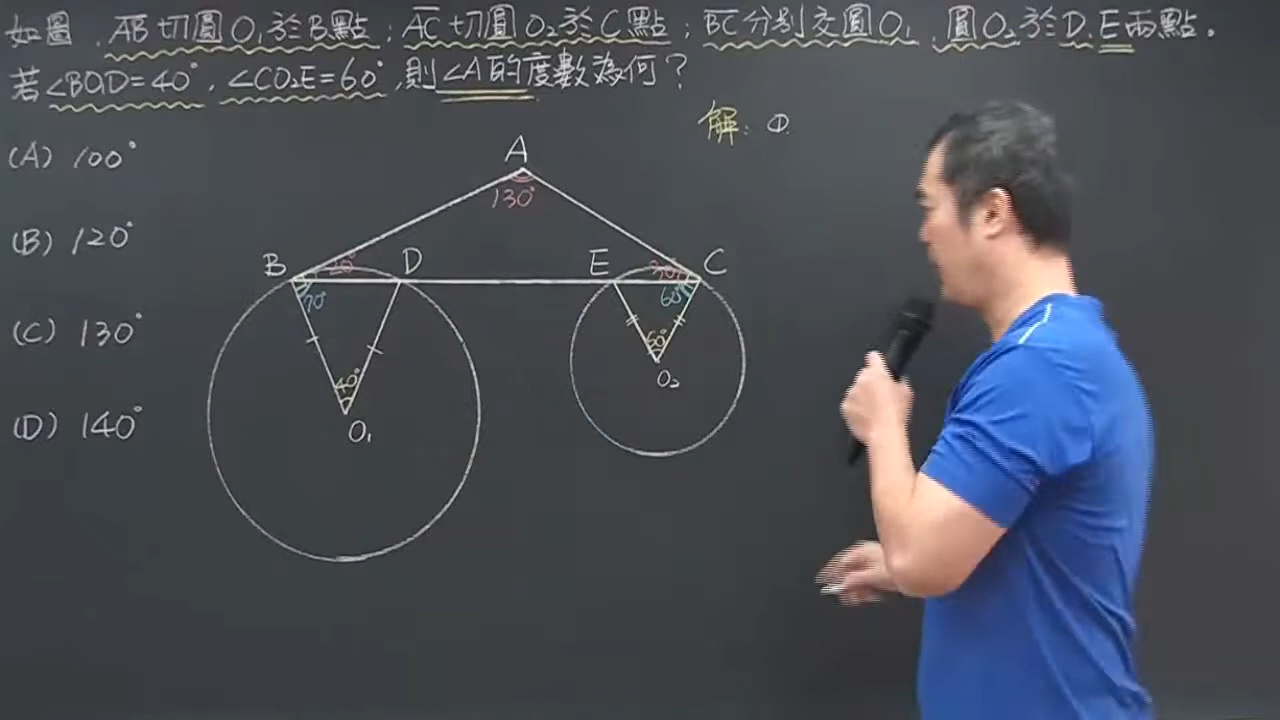 如圖,AB切圓O₁於B點;AC切圓O₂於C點;BC分別交圓O₁、圓O₂於D、E兩點。
若∠BO₁D=40°,∠CO₂E=60°,則∠A的度數為何?
解:①
(A) 100°
(B) 120°
(C) 130°
(D) 140°
A
130°
B 20° D E 30° C
70° 60°
40° 60°
O₁ O₂